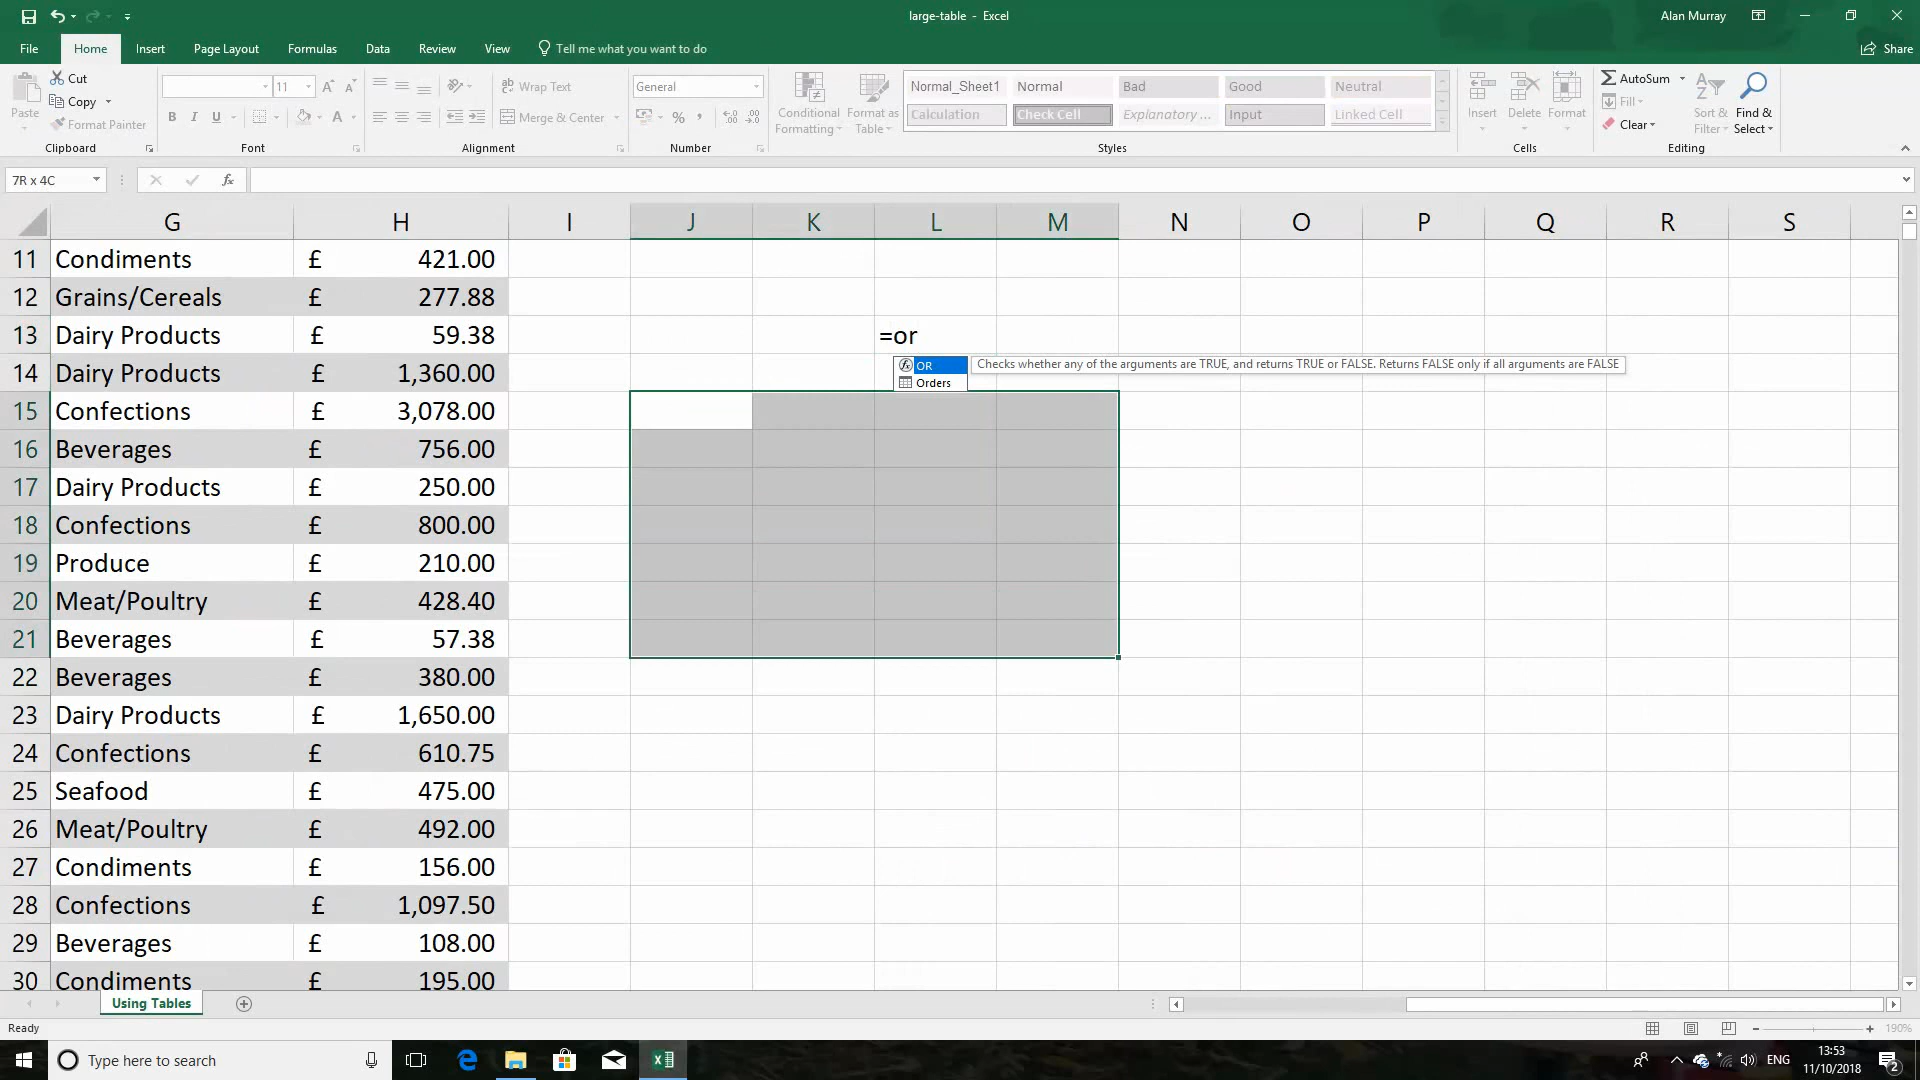 large-table - Excel
Alan Murray
File Home Insert Page Layout Formulas Data Review View Tell me what you want to do
Share
Paste
Cut
Copy
Format Painter
Clipboard
11
B I U
Font
Wrap Text
Merge & Center
Alignment
General
%
Number
Conditional Formatting
Format as Table
Normal_Sheet1 Normal Bad Good Neutral
Calculation Check Cell Explanatory ... Input Linked Cell
Styles
Insert Delete Format
Cells
AutoSum
Fill
Clear
Sort & Filter
Find & Select
Editing
7R x 4C
fx
G H I J K L M N O P Q R S
11 Condiments £ 421.00
12 Grains/Cereals £ 277.88
13 Dairy Products £ 59.38 =or
OR Checks whether any of the arguments are TRUE, and returns TRUE or FALSE. Returns FALSE only if all arguments are FALSE
14 Dairy Products £ 1,360.00
Orders
15 Confections £ 3,078.00
16 Beverages £ 756.00
17 Dairy Products £ 250.00
18 Confections £ 800.00
19 Produce £ 210.00
20 Meat/Poultry £ 428.40
21 Beverages £ 57.38
22 Beverages £ 380.00
23 Dairy Products £ 1,650.00
24 Confections £ 610.75
25 Seafood £ 475.00
26 Meat/Poultry £ 492.00
27 Condiments £ 156.00
28 Confections £ 1,097.50
29 Beverages £ 108.00
30 Condiments £ 195.00
Using Tables
Ready
190%
Type here to search
ENG
13:53
11/10/2018
2